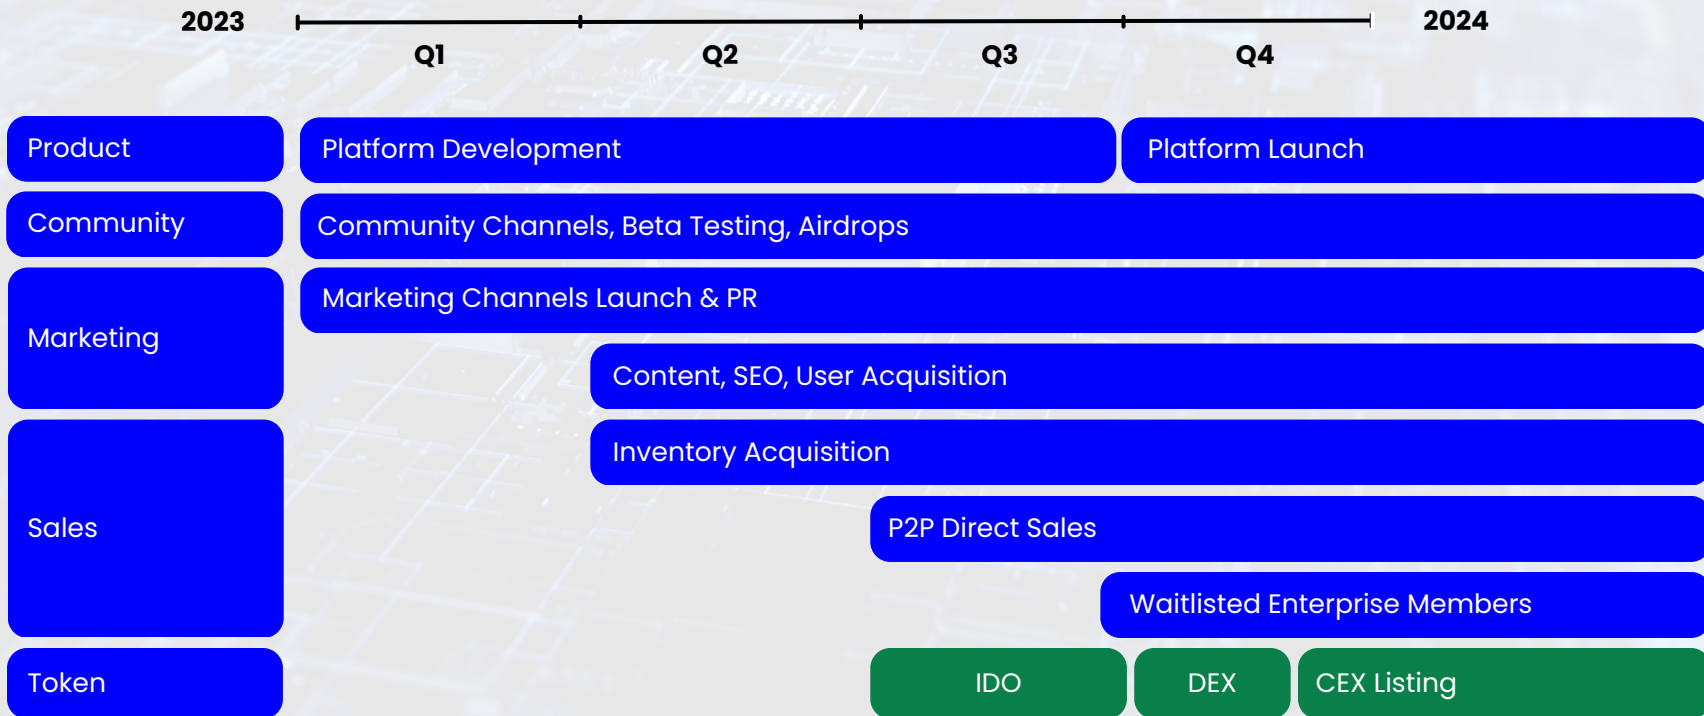 2023 2024
Q1 Q2 Q3 Q4
Product Platform Development Platform Launch
Community Community Channels, Beta Testing, Airdrops
Marketing Channels Launch & PR
Marketing
Content, SEO, User Acquisition
Inventory Acquisition
Sales P2P Direct Sales
Waitlisted Enterprise Members
Token IDO DEX CEX Listing